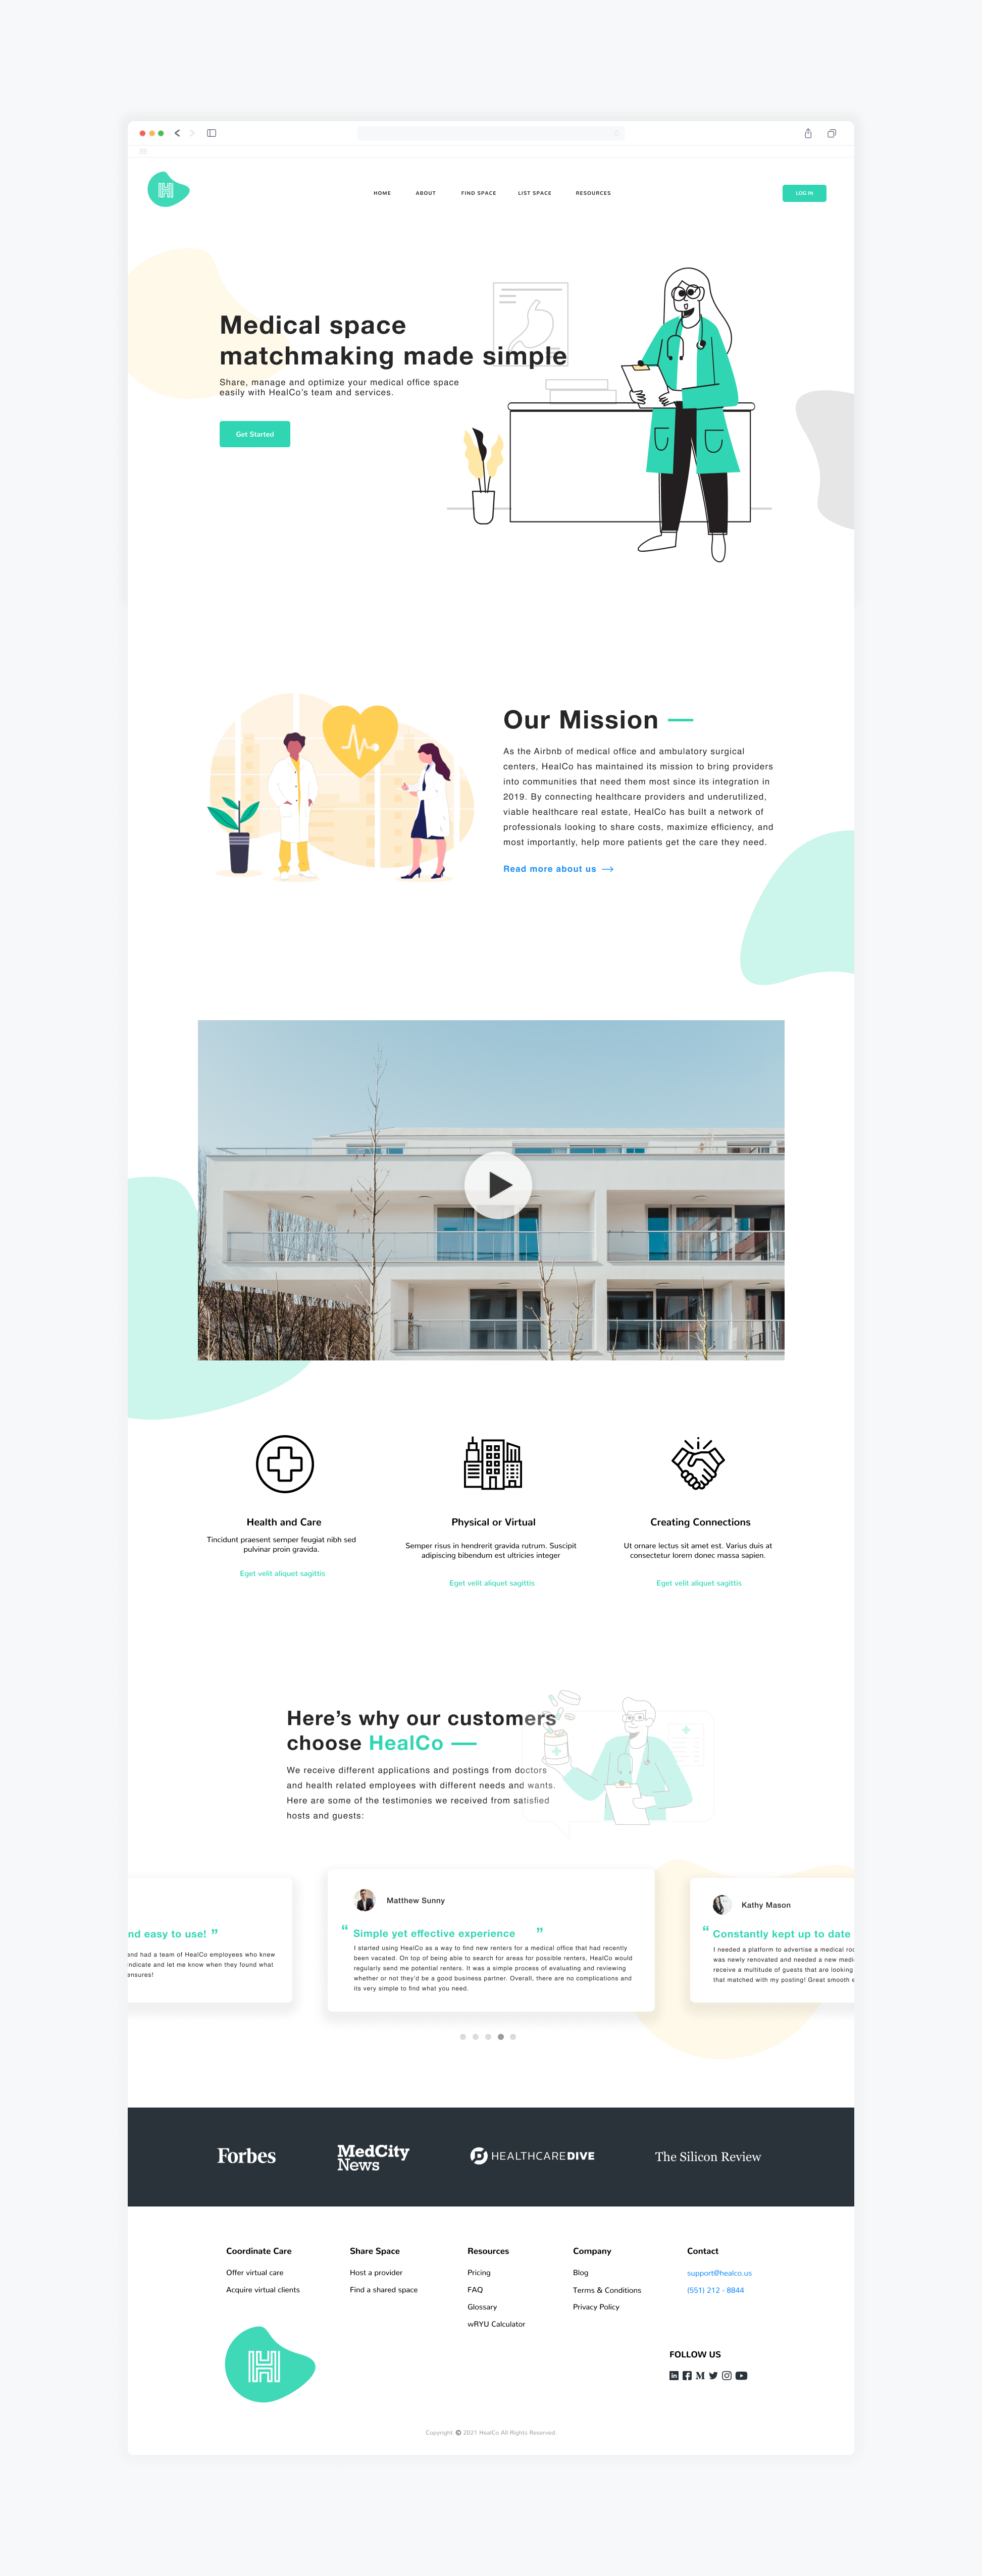 HOME ABOUT FIND SPACE LIST SPACE RESOURCES LOG IN
Medical space
matchmaking made simple
Share, manage and optimize your medical office space
easily with HealCo's team and services.
Get Started
Our Mission
As the Airbnb of medical office and ambulatory surgical
centers, HealCo has maintained its mission to bring providers
into communities that need them most since its integration in
2019. By connecting healthcare providers and underutilized,
viable healthcare real estate, HealCo has built a network of
professionals looking to share costs, maximize efficiency, and
most importantly, help more patients get the care they need.
Read more about us →
Health and Care
Tincidunt praesent semper feugiat nibh sed
pulvinar proin gravida.
Eget velit aliquet sagittis
Physical or Virtual
Semper risus in hendrerit gravida rutrum. Suscipit
adipiscing bibendum est ultricies integer
Eget velit aliquet sagittis
Creating Connections
Ut ornare lectus sit amet est. Varius duis at
consectetur lorem donec massa sapien.
Eget velit aliquet sagittis
Here's why our customers
choose HealCo —
We receive different applications and postings from doctors
and health related employees with different needs and wants.
Here are some of the testimonies we received from satisfied
hosts and guests:
nd easy to use! ”
and had a team of HealCo employees who knew
indicate and let me know when they found what
ensures!
Matthew Sunny
“ Simple yet effective experience ”
I started using HealCo as a way to find new renters for a medical office that had recently
been vacated. On top of being able to search for areas for possible renters, HealCo would
regularly send me potential renters. It was a simple process of evaluating and reviewing
whether or not they'd be a good business partner. Overall, there are no complications and
its very simple to find what you need.
Kathy Mason
“ Constantly kept up to date
I needed a platform to advertise a medical roo
was newly renovated and needed a new medi
receive a multitude of guests that are looking
that matched with my posting! Great smooth e
Forbes
MedCity
News
HEALTHCAREDIVE
The Silicon Review
Coordinate Care
Offer virtual care
Acquire virtual clients
Share Space
Host a provider
Find a shared space
Resources
Pricing
FAQ
Glossary
wRYU Calculator
Company
Blog
Terms & Conditions
Privacy Policy
Contact
support@healco.us
(551) 212 - 8844
FOLLOW US
Copyright © 2021 HealCo All Rights Reserved.